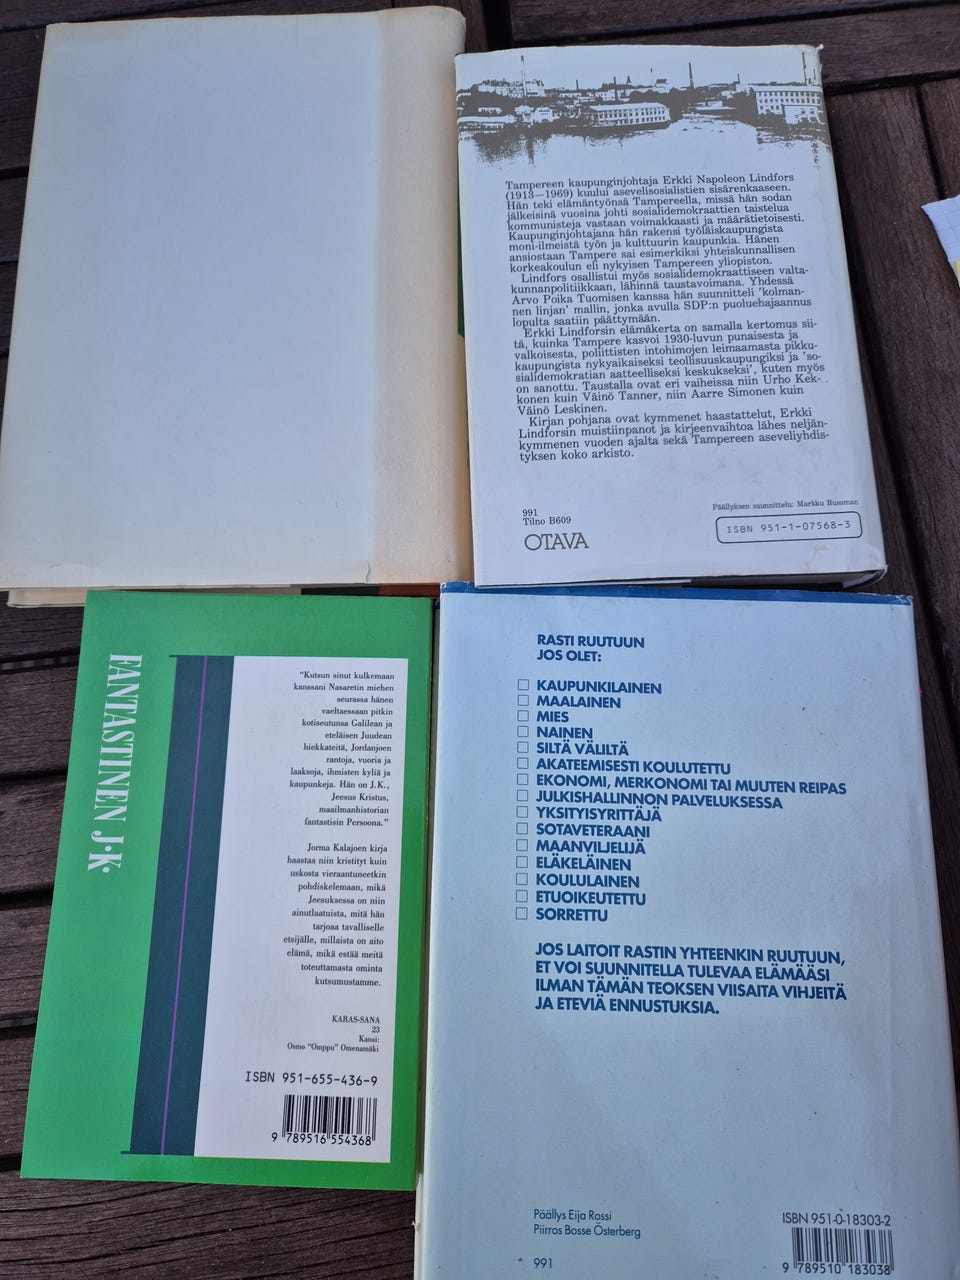 Tampereen kaupunginjohtaja Erkki Napoleon Lindfors
(1913—1969) kuului asevelisosialistien sisärenkaaseen.
Hän teki elämäntyönsä Tampereella, missä hän sodan
jälkeisinä vuosina johti sosialidemokraattien taistelua
kommunisteja vastaan voimakkaasti ja määrätietoisesti.
Kaupunginjohtajana hän rakensi työläiskaupungista
moni-ilmeistä työn ja kulttuurin kaupunkia. Hänen
ansiostaan Tampere sai esimerkiksi yhteiskunnallisen
korkeakoulun eli nykyisen Tampereen yliopiston.
Lindfors osallistui myös sosialidemokraattiseen valta-
kunnanpolitiikkaan, lähinnä taustavoimana. Yhdessä
Arvo Poika Tuomisen kanssa hän suunnitteli 'kolman-
nen linjan' mallin, jonka avulla SDP:n puoluehajaannus
lopulta saatiin päättymään.
Erkki Lindforsin elämäkerta on samalla kertomus sii-
tä, kuinka Tampere kasvoi 1930-luvun punaisesta ja
valkoisesta, poliittisten intohimojen leimaamasta pikku-
kaupungista nykyaikaiseksi teollisuuskaupungiksi ja 'so-
sialidemokratian aatteelliseksi keskukseksi', kuten myös
on sanottu. Taustalla ovat eri vaiheissa niin Urho Kek-
konen kuin Väinö Tanner, niin Aarre Simonen kuin
Väinö Leskinen.
Kirjan pohjana ovat kymmenet haastattelut, Erkki
Lindforsin muistiinpanot ja kirjeenvaihtoa lähes neljän-
kymmenen vuoden ajalta sekä Tampereen aseveliyhdis-
tyksen koko arkisto.
991
Tilno B609
OTAVA
Päällyksen suunnittelu: Markku Bussman
ISBN 951-1-07568-3
FANTASTINEN J.K.
"Kutsun sinut kulkemaan
kanssani Nasaretin miehen
seurassa hänen
vaeltaessaan pitkin
kotiseutunsa Galilean ja
eteläisen Juudean
hiekkateitä, Jordanjoen
rantoja, vuoria ja
laaksoja, ihmisten kyliä ja
kaupunkeja. Hän on J.K.,
Jeesus Kristus,
maailmanhistorian
fantastisin Persoona."
Jorma Kalajoen kirja
haastaa niin kristityt kuin
uskosta vieraantuneetkin
pohdiskelemaan, mikä
Jeesuksessa on niin
ainutlaatuista, mitä hän
tarjoaa tavalliselle
etsijälle, millaista on aito
elämä, mikä estää meitä
toteuttamasta ominta
kutsumustamme.
KARAS-SANA
23
Kansi:
Osmo "Omppu" Omenamäki
ISBN 951-655-436-9
9 789516 554368
RASTI RUUTUUN
JOS OLET:
KAUPUNKILAINEN
MAALAINEN
MIES
NAINEN
SILTÄ VÄLILTÄ
AKATEEMISESTI KOULUTETTU
EKONOMI, MERKONOMI TAI MUUTEN REIPAS
JULKISHALLINNON PALVELUKSESSA
YKSITYISYRITTÄJÄ
SOTAVETERAANI
MAANVILJELIJÄ
ELÄKELÄINEN
KOULULAINEN
ETUOIKEUTETTU
SORRETTU
JOS LAITOIT RASTIN YHTEENKIN RUUTUUN,
ET VOI SUUNNITELLA TULEVAA ELÄMÄÄSI
ILMAN TÄMÄN TEOKSEN VIISAITA VIHJEITÄ
JA ETEVIÄ ENNUSTUKSIA.
Päällys Eija Rossi
Piirros Bosse Österberg
991
ISBN 951-0-18303-2
9 789510 183038